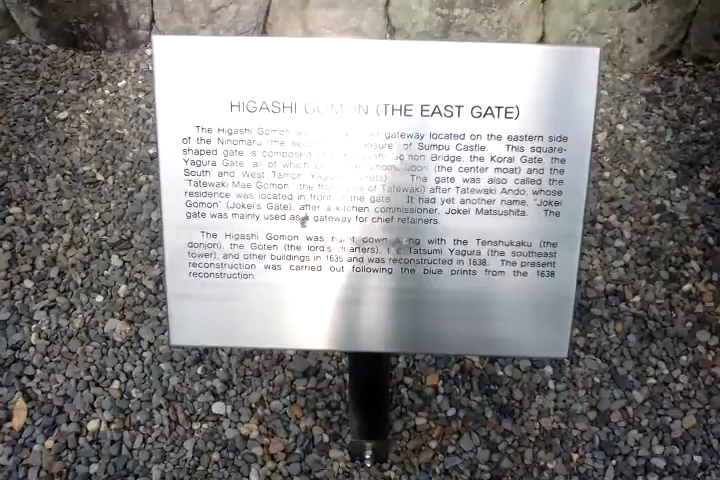 HIGASHI GOMON (THE EAST GATE)
The Higashi Gomon gateway located on the eastern side
of the Ninomaru (the of Sumpu Castle. This square-
shaped gate is composed Gomon Bridge, the Korai Gate, the
Yagura Gate, all of which (the center moat) and the
South and West Tamon The gate was also called the
"Tatewaki Mae Gomon" (the front of Tatewaki) after Tatewaki Ando, whose
residence was located in front of the gate. It had yet another name, "Jokei
Gomon" (Jokei's Gate), after a kitchen commissioner, Jokei Matsushita. The
gate was mainly used as a gateway for chief retainers.
The Higashi Gomon was burnt down along with the Tenshukaku (the
donjon), the Goten (the lord's quarters), the Tatsumi Yagura (the southeast
tower), and other buildings in 1635 and was reconstructed in 1638. The present
reconstruction was carried out following the blue prints from the 1638
reconstruction.